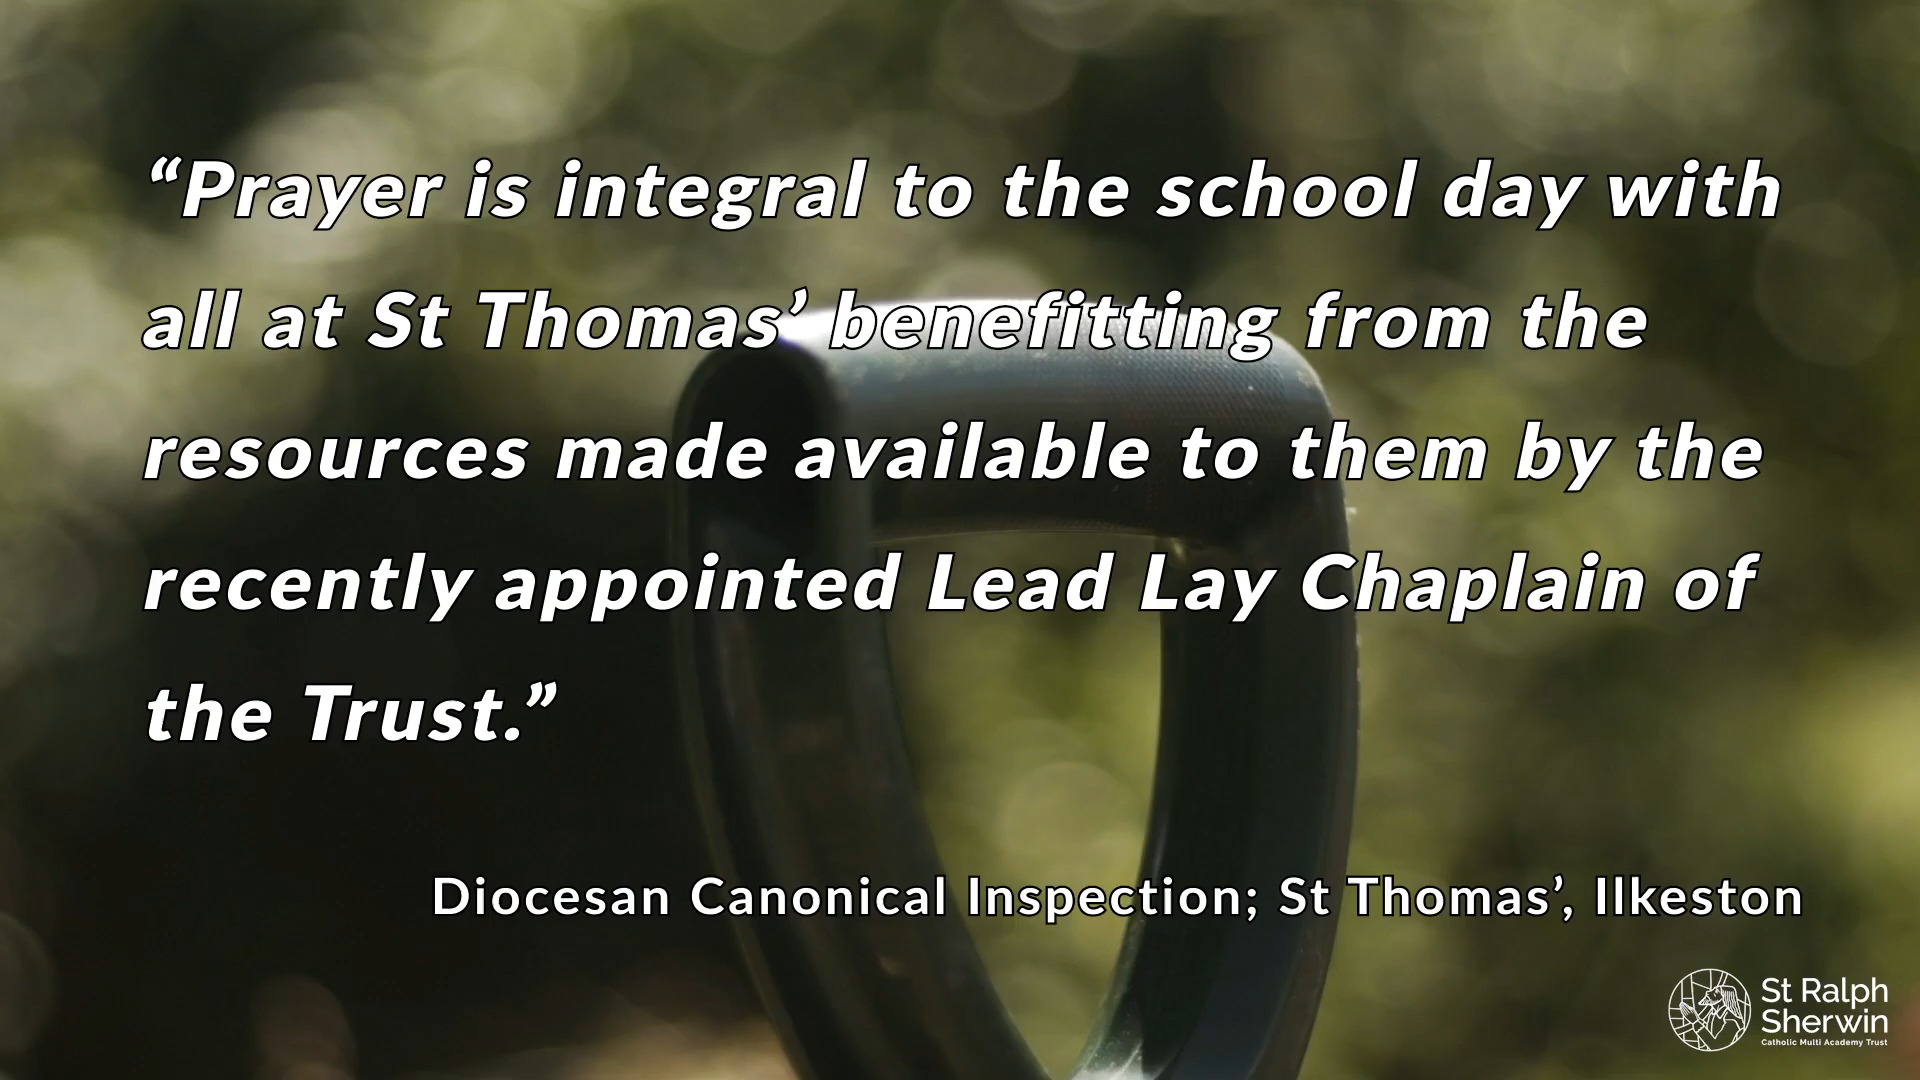 “Prayer is integral to the school day with
all at St Thomas’ benefitting from the
resources made available to them by the
recently appointed Lead Lay Chaplain of
the Trust.”
Diocesan Canonical Inspection; St Thomas’, Ilkeston
St Ralph
Sherwin
Catholic Multi Academy Trust